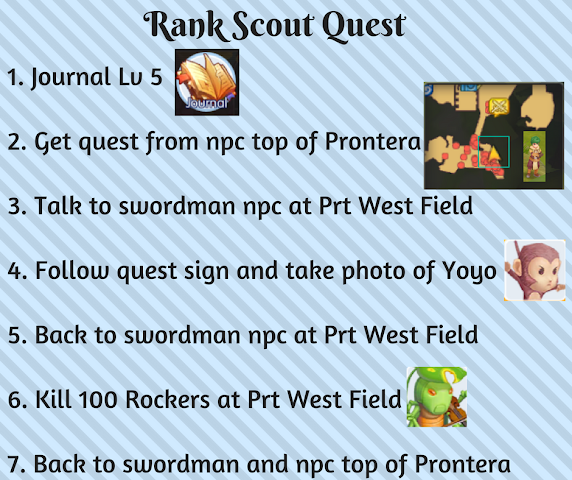 Rank Scout Quest
1. Journal Lv 5
Journal
2. Get quest from npc top of Prontera
3. Talk to swordman npc at Prt West Field
4. Follow quest sign and take photo of Yoyo
5. Back to swordman npc at Prt West Field
6. Kill 100 Rockers at Prt West Field
7. Back to swordman and npc top of Prontera